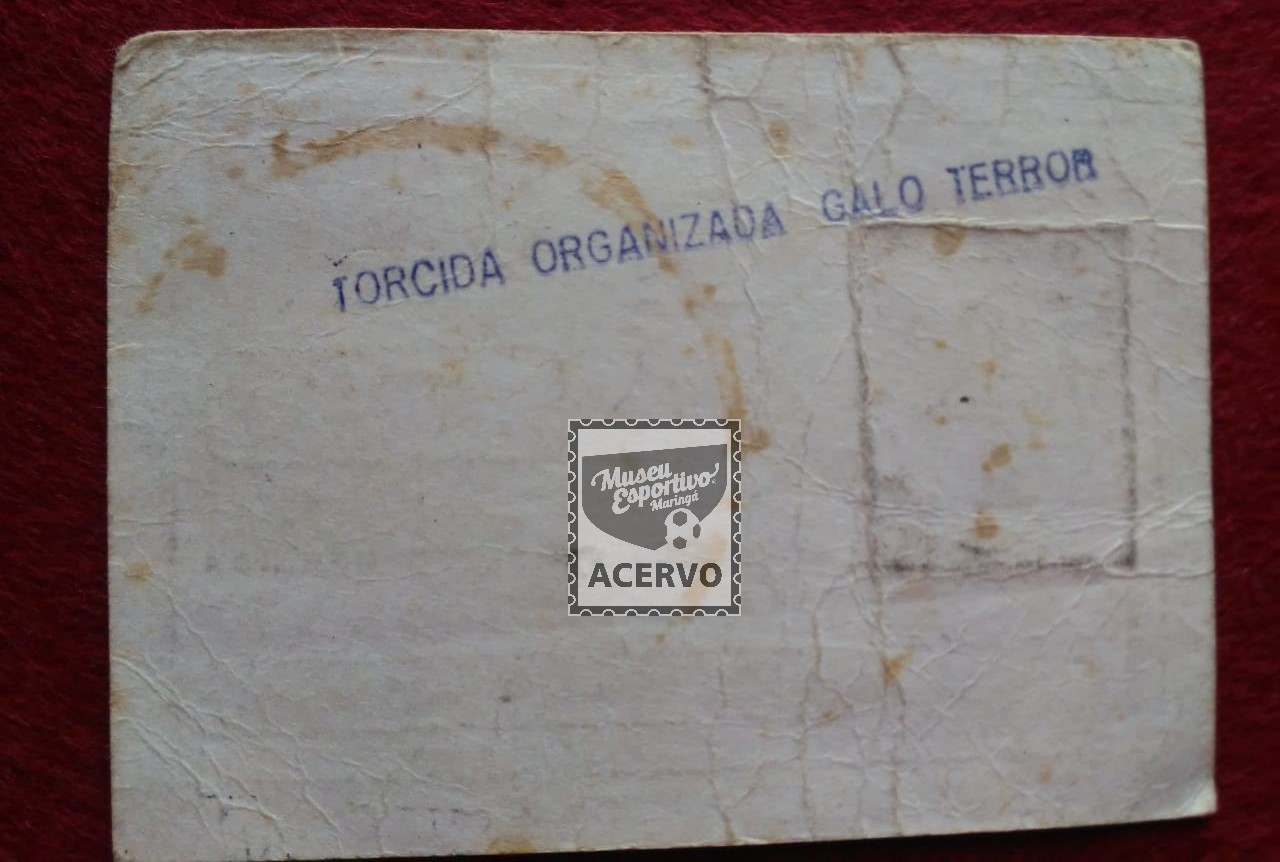 TORCIDA ORGANIZADA GALO TERROR
Museu
Esportivo
Maringá
ACERVO